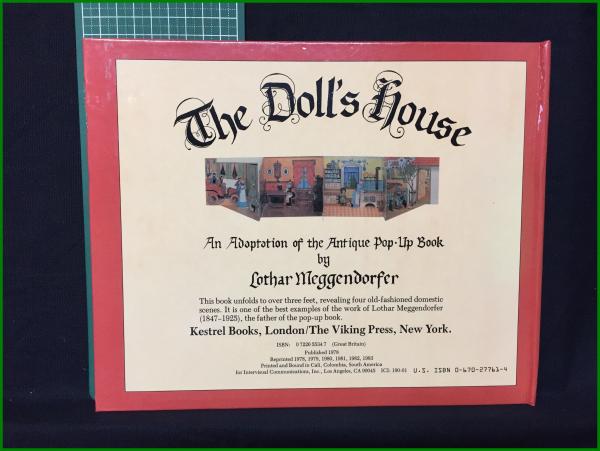 The Doll's House
An Adaptation of the Antique Pop-Up Book
by
Lothar Meggendorfer
This book unfolds to over three feet, revealing four old-fashioned domestic
scenes. It is one of the best examples of the work of Lothar Meggendorfer
(1847–1925), the father of the pop-up book.
Kestrel Books, London/The Viking Press, New York.
ISBN: 0 7226 5534 7 (Great Britain)
Published 1978
Reprinted 1978, 1979, 1980, 1981, 1982, 1983
Printed and Bound in Cali, Colombia, South America
for Intervisual Communications, Inc., Los Angeles, CA 90045 ICI: 190-01 U.S. ISBN 0-670-27761-4